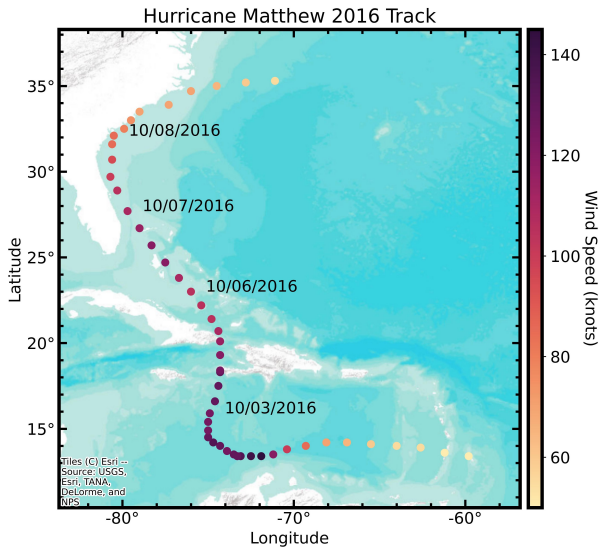 Hurricane Matthew 2016 Track
35°
30°
25°
20°
15°
Latitude
10/08/2016
10/07/2016
10/06/2016
10/03/2016
Tiles (C) Esri --
Source: USGS,
Esri, TANA,
DeLorme, and
NPS
-80°
-70°
-60°
Longitude
140
120
100
80
60
Wind Speed (knots)